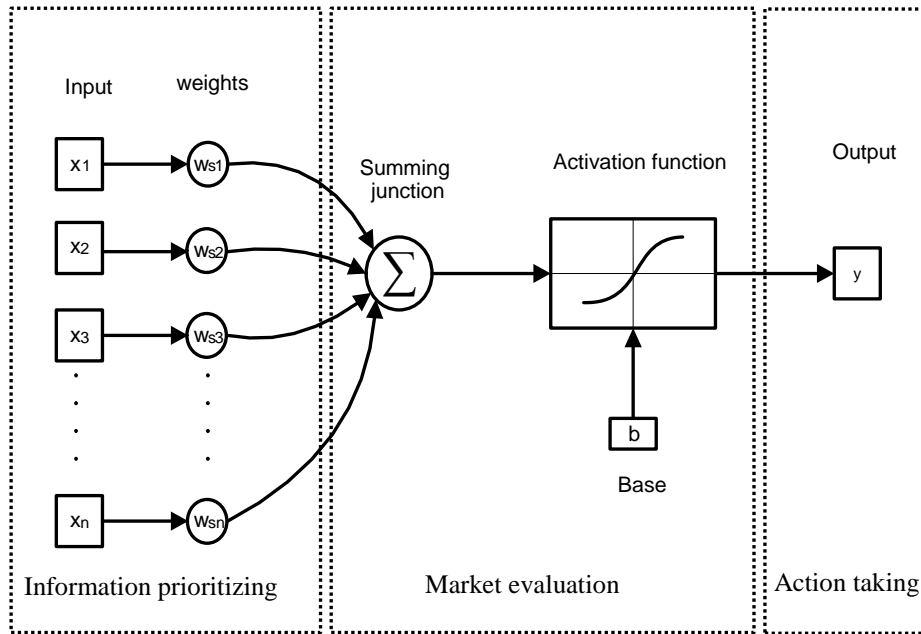 Input
weights
x1
ws1
x2
ws2
x3
ws3
xn
wsn
Information prioritizing
Summing
junction
∑
Activation function
b
Base
Market evaluation
Output
y
Action taking